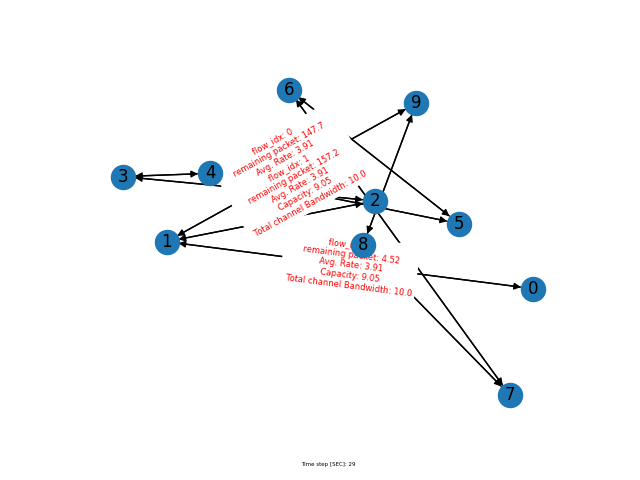 6
9
flow_idx: 0
remaining packet: 147.7
Avg. Rate: 3.91
flow_idx: 1
remaining packet: 157.2
Avg. Rate: 3.91
Capacity: 9.05
Total channel Bandwidth: 10.0
3
4
2
5
1
8
remaining packet: 4.52
Avg. Rate: 3.91
Capacity: 9.05
Total channel Bandwidth: 10.0
0
7
Time step [SEC]: 29